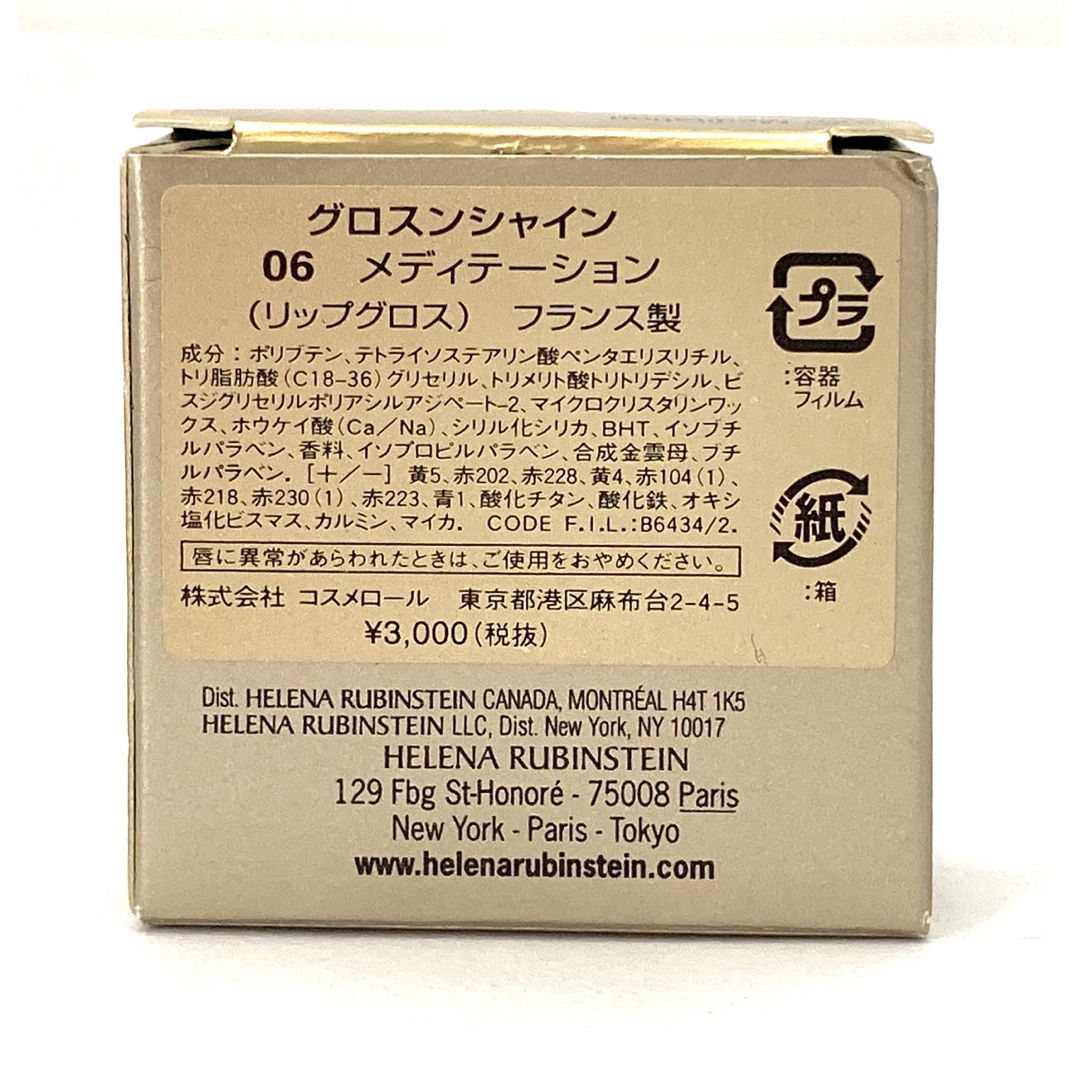 Meditation
グロスンシャイン
06 メディテーション
(リップグロス) フランス製
成分：ポリブテン、テトライソステアリン酸ペンタエリスリチル、
トリ脂肪酸(C18-36)グリセリル、トリメリト酸トリトリデシル、ビ
スジグリセリルポリアシルアジペート-2、マイクロクリスタリンワッ
クス、ホウケイ酸(Ca/Na)、シリル化シリカ、BHT、イソブチ
ルパラベン、香料、イソプロピルパラベン、合成金雲母、ブチ
ルパラベン. [+/ー] 黄5、赤202、赤228、黄4、赤104(1)、
赤218、赤230(1)、赤223、青1、酸化チタン、酸化鉄、オキシ
塩化ビスマス、カルミン、マイカ. CODE F.I.L.:B6434/2.
唇に異常があらわれたときは、ご使用をおやめください。
株式会社 コスメロール 東京都港区麻布台2-4-5
¥3,000(税抜)
プラ
:容器
フィルム
紙
:箱
Dist. HELENA RUBINSTEIN CANADA, MONTRÉAL H4T 1K5
HELENA RUBINSTEIN LLC, Dist. New York, NY 10017
HELENA RUBINSTEIN
129 Fbg St-Honoré - 75008 Paris
New York - Paris - Tokyo
www.helenarubinstein.com